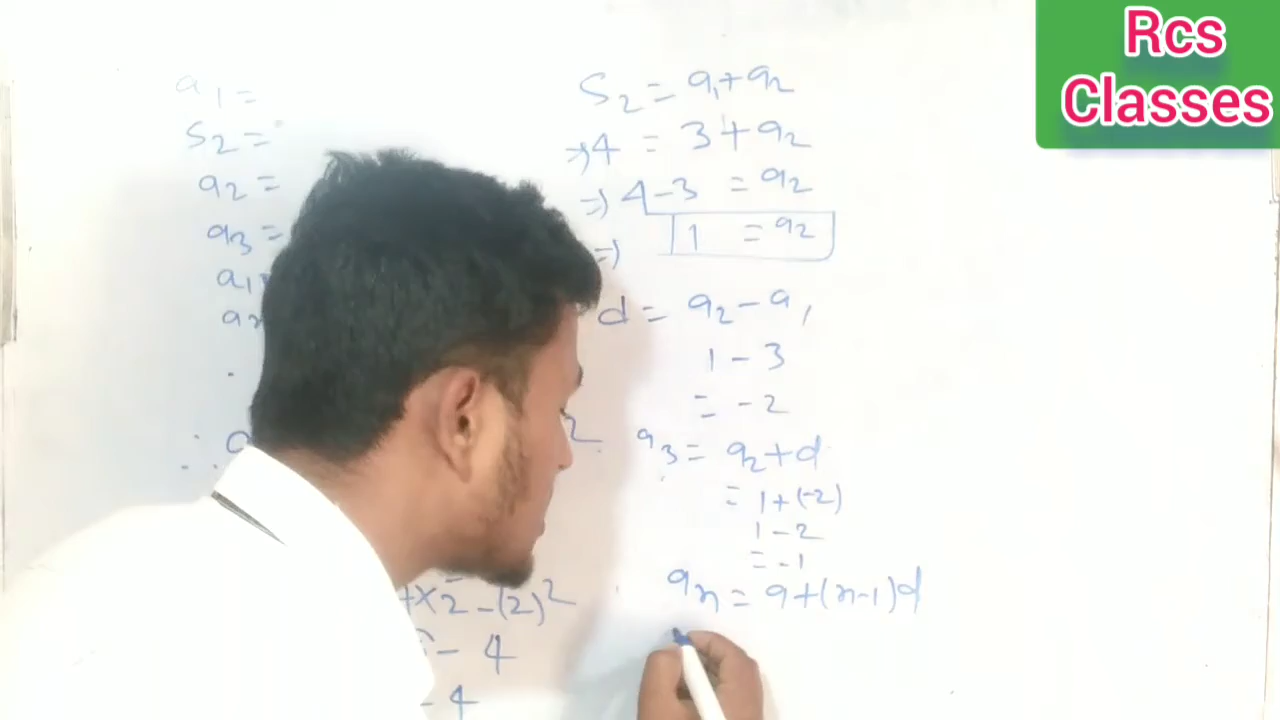 Rcs
Classes
a1 =
S2 =
a2 =
a3 =
a1
∴ a
2
+x2 - (2)²
- 4
- 4
S2 = a1 + a2
⇒ 4 = 3 + a2
⇒ 4 - 3 = a2
⇒ 1 = a2
d = a2 - a1
1 - 3
= - 2
a3 = a2 + d
= 1 + (-2)
1 - 2
= - 1
an = a + (n-1)d